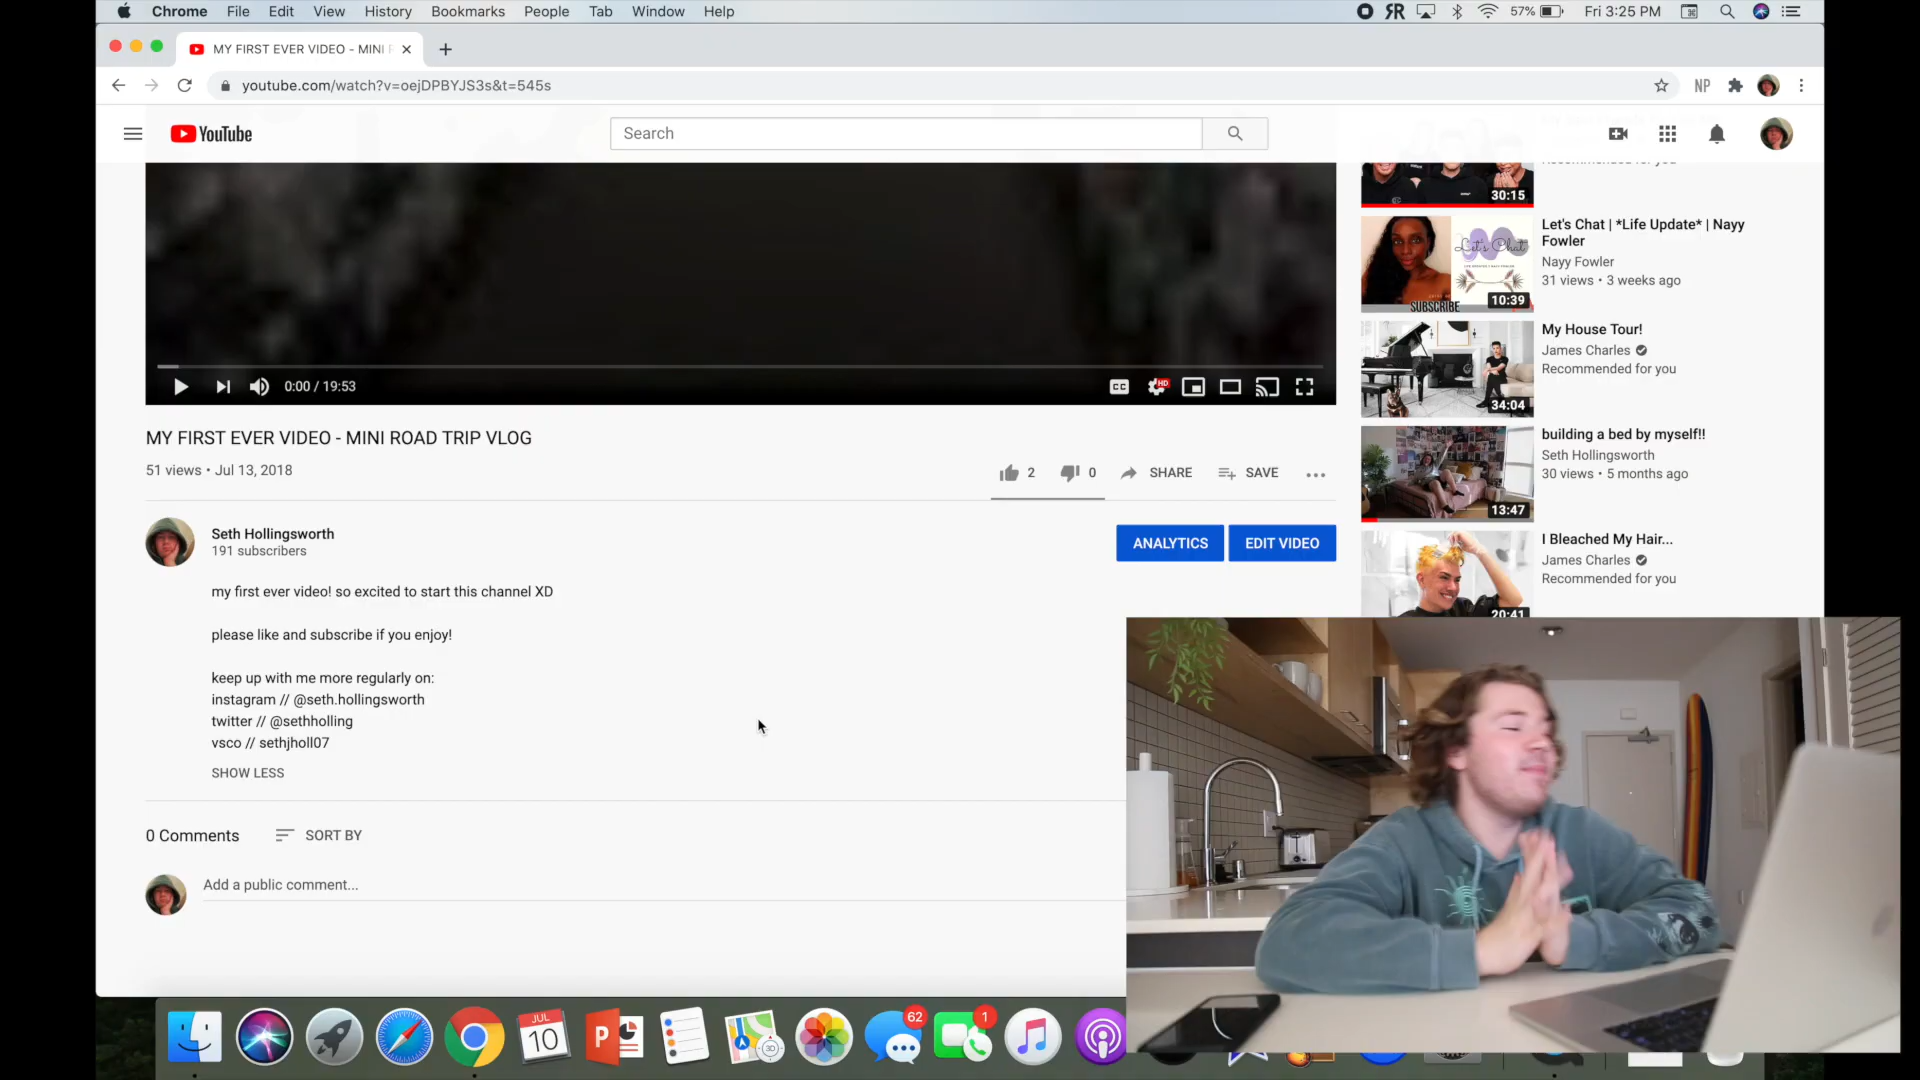 Chrome File Edit View History Bookmarks People Tab Window Help
57% Fri 3:25 PM
MY FIRST EVER VIDEO - MINI
youtube.com/watch?v=oejDPBYJS3s&t=545s
NP
YouTube
Search
30:15
Let's Chat | *Life Update* | Nayy
Fowler
Nayy Fowler
31 views • 3 weeks ago
Let's Chat
SUBSCRIBE
10:39
My House Tour!
James Charles
Recommended for you
34:04
building a bed by myself!!
Seth Hollingsworth
30 views • 5 months ago
13:47
I Bleached My Hair...
James Charles
Recommended for you
20:41
0:00 / 19:53
CC
HD
MY FIRST EVER VIDEO - MINI ROAD TRIP VLOG
51 views • Jul 13, 2018
2 0 SHARE SAVE
Seth Hollingsworth
191 subscribers
ANALYTICS EDIT VIDEO
my first ever video! so excited to start this channel XD
please like and subscribe if you enjoy!
keep up with me more regularly on:
instagram // @seth.hollingsworth
twitter // @sethholling
vsco // sethjholl07
SHOW LESS
0 Comments SORT BY
Add a public comment...
JUL
10
P
3D
62
1